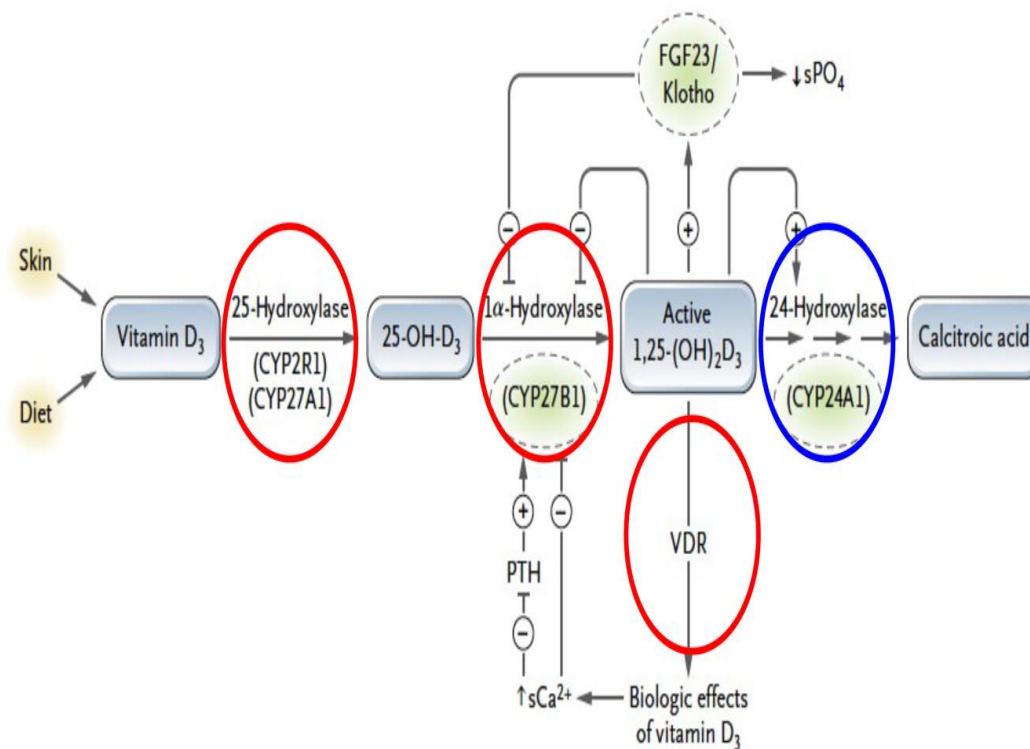 FGF23/
Klotho
↓sPO₄
−
−
+
+
Skin
Diet
Vitamin D₃
25-Hydroxylase
(CYP2R1)
(CYP27A1)
25-OH-D₃
1α-Hydroxylase
(CYP27B1)
Active
1,25-(OH)₂D₃
24-Hydroxylase
(CYP24A1)
Calcitroic acid
+
−
PTH
−
VDR
↑sCa²⁺
Biologic effects
of vitamin D₃